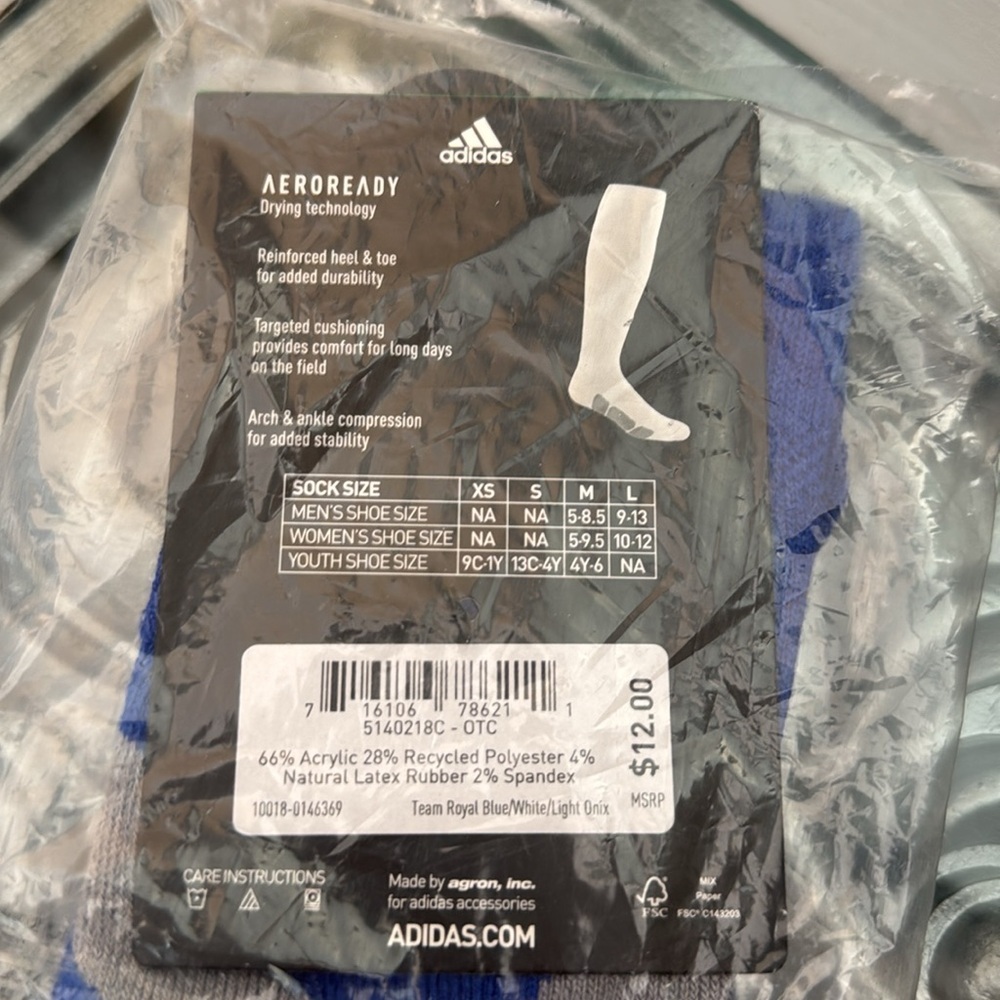 adidas
AEROREADY
Drying technology
Reinforced heel & toe
for added durability
Targeted cushioning
provides comfort for long days
on the field
Arch & ankle compression
for added stability
SOCK SIZE XS S M L
MEN'S SHOE SIZE NA NA 5-8.5 9-13
WOMEN'S SHOE SIZE NA NA 5-9.5 10-12
YOUTH SHOE SIZE 9C-1Y 13C-4Y 4Y-6 NA
7 16106 78621 1
5140218C - OTC
66% Acrylic 28% Recycled Polyester 4%
Natural Latex Rubber 2% Spandex
10018-0146369 Team Royal Blue/White/Light Onix
$12.00
MSRP
CARE INSTRUCTIONS
Made by agron, inc.
for adidas accessories
ADIDAS.COM
FSC
MIX
Paper
FSC® C143203